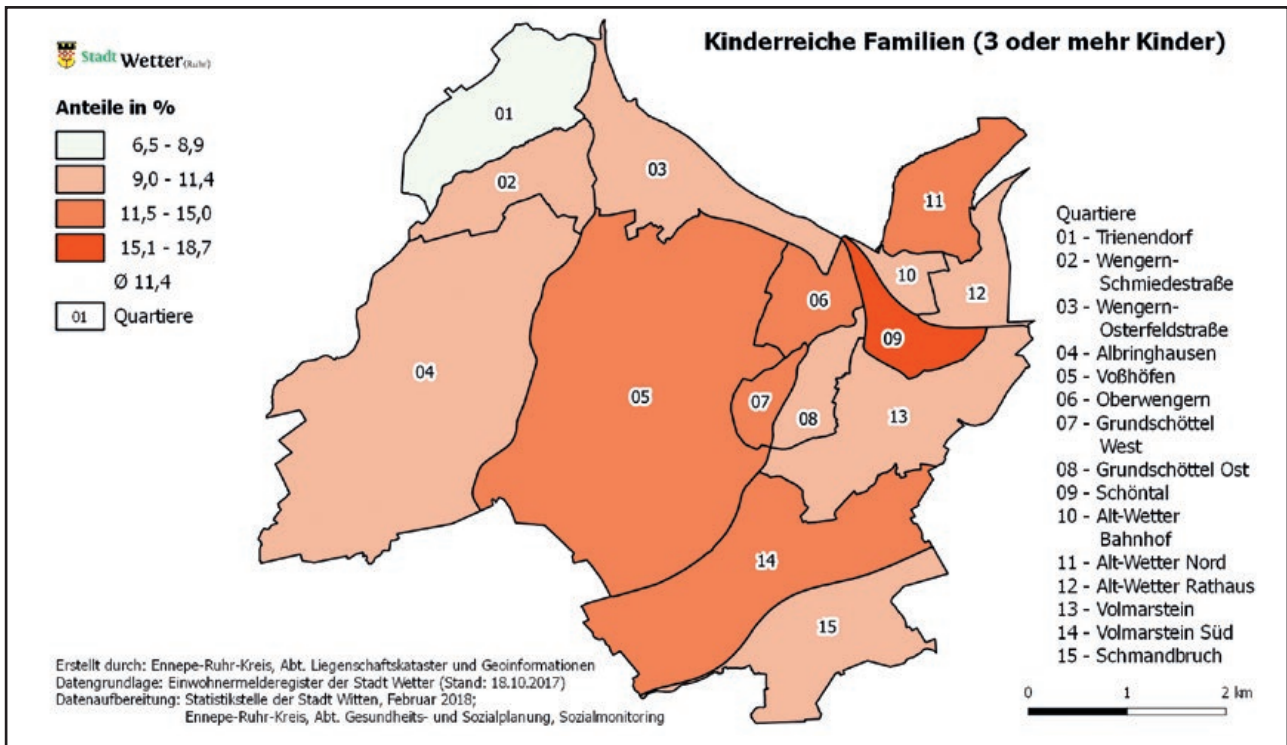 Stadt Wetter (Ruhr)
Kinderreiche Familien (3 oder mehr Kinder)
Anteile in %
6,5 - 8,9
9,0 - 11,4
11,5 - 15,0
15,1 - 18,7
Ø 11,4
01 Quartiere
01
02
03
04
05
06
07
08
09
10
11
12
13
14
15
Quartiere
01 - Trienendorf
02 - Wengern-
Schmiedestraße
03 - Wengern-
Osterfeldstraße
04 - Albringhausen
05 - Voßhöfen
06 - Oberwengern
07 - Grundschöttel
West
08 - Grundschöttel Ost
09 - Schöntal
10 - Alt-Wetter
Bahnhof
11 - Alt-Wetter Nord
12 - Alt-Wetter Rathaus
13 - Volmarstein
14 - Volmarstein Süd
15 - Schmandbruch
Erstellt durch: Ennepe-Ruhr-Kreis, Abt. Liegenschaftskataster und Geoinformationen
Datengrundlage: Einwohnermelderegister der Stadt Wetter (Stand: 18.10.2017)
Datenaufbereitung: Statistikstelle der Stadt Witten, Februar 2018;
Ennepe-Ruhr-Kreis, Abt. Gesundheits- und Sozialplanung, Sozialmonitoring
0 1 2 km